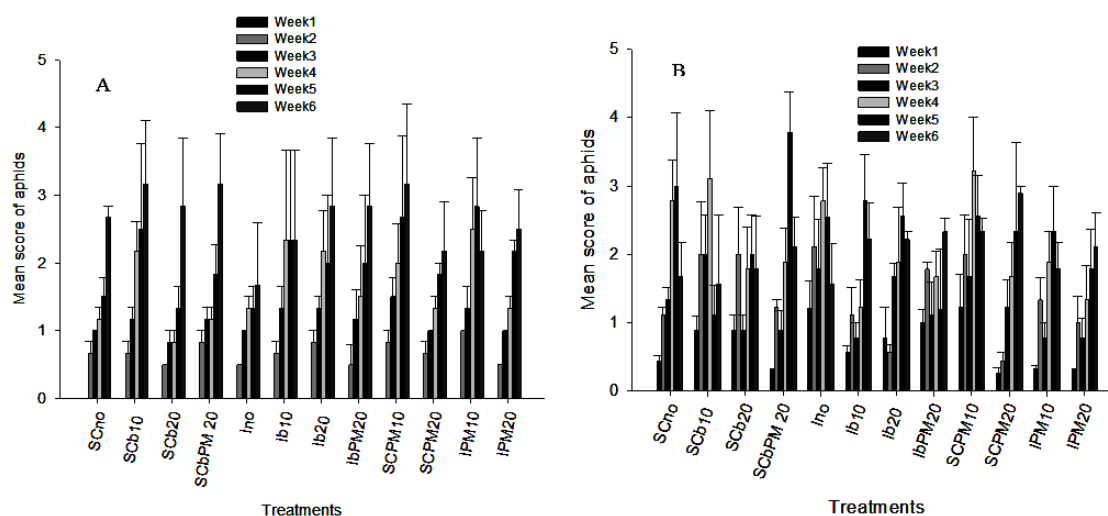 Week1
Week2
Week3
Week4
Week5
Week6
A
5
4
3
2
1
0
Mean score of aphids
SCno
SCb10
SCb20
SCbPM 20
Ino
Ib10
Ib20
IbPM20
SCPM10
SCPM20
IPM10
IPM20
Treatments
Week1
Week2
Week3
Week4
Week5
Week6
B
5
4
3
2
1
0
Mean score of aphids
SCno
SCb10
SCb20
SCbPM 20
Ino
Ib10
Ib20
IbPM20
SCPM10
SCPM20
IPM10
IPM20
Treatments